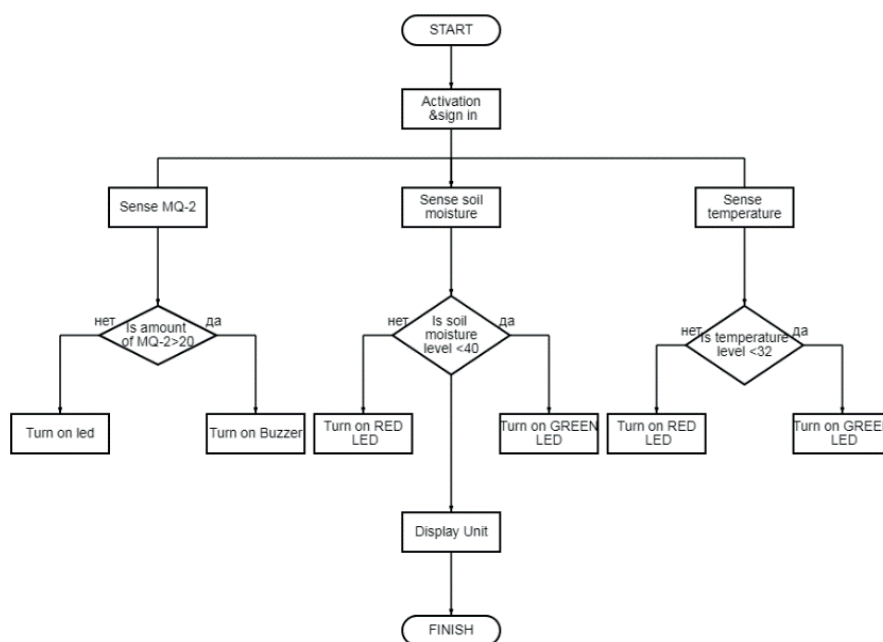 START
Activation
&sign in
Sense MQ-2
Sense soil
moisture
Sense
temperature
нет
да
Is amount
of MQ-2>20
нет
да
Is soil
moisture
level <40
нет
да
Is temperature
level <32
Turn on led
Turn on Buzzer
Turn on RED
LED
Turn on GREEN
LED
Turn on RED
LED
Turn on GREEN
LED
Display Unit
FINISH